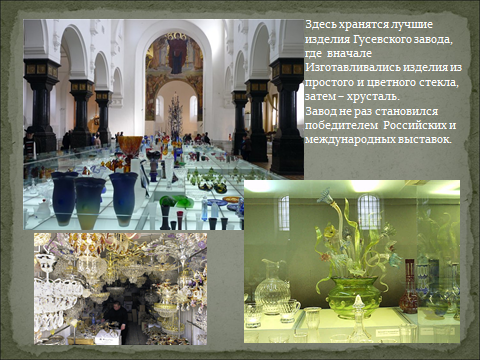 Здесь хранятся лучшие
изделия Гусевского завода,
где вначале
Изготавливались изделия из
простого и цветного стекла,
затем – хрусталь.
Завод не раз становился
победителем Российских и
международных выставок.